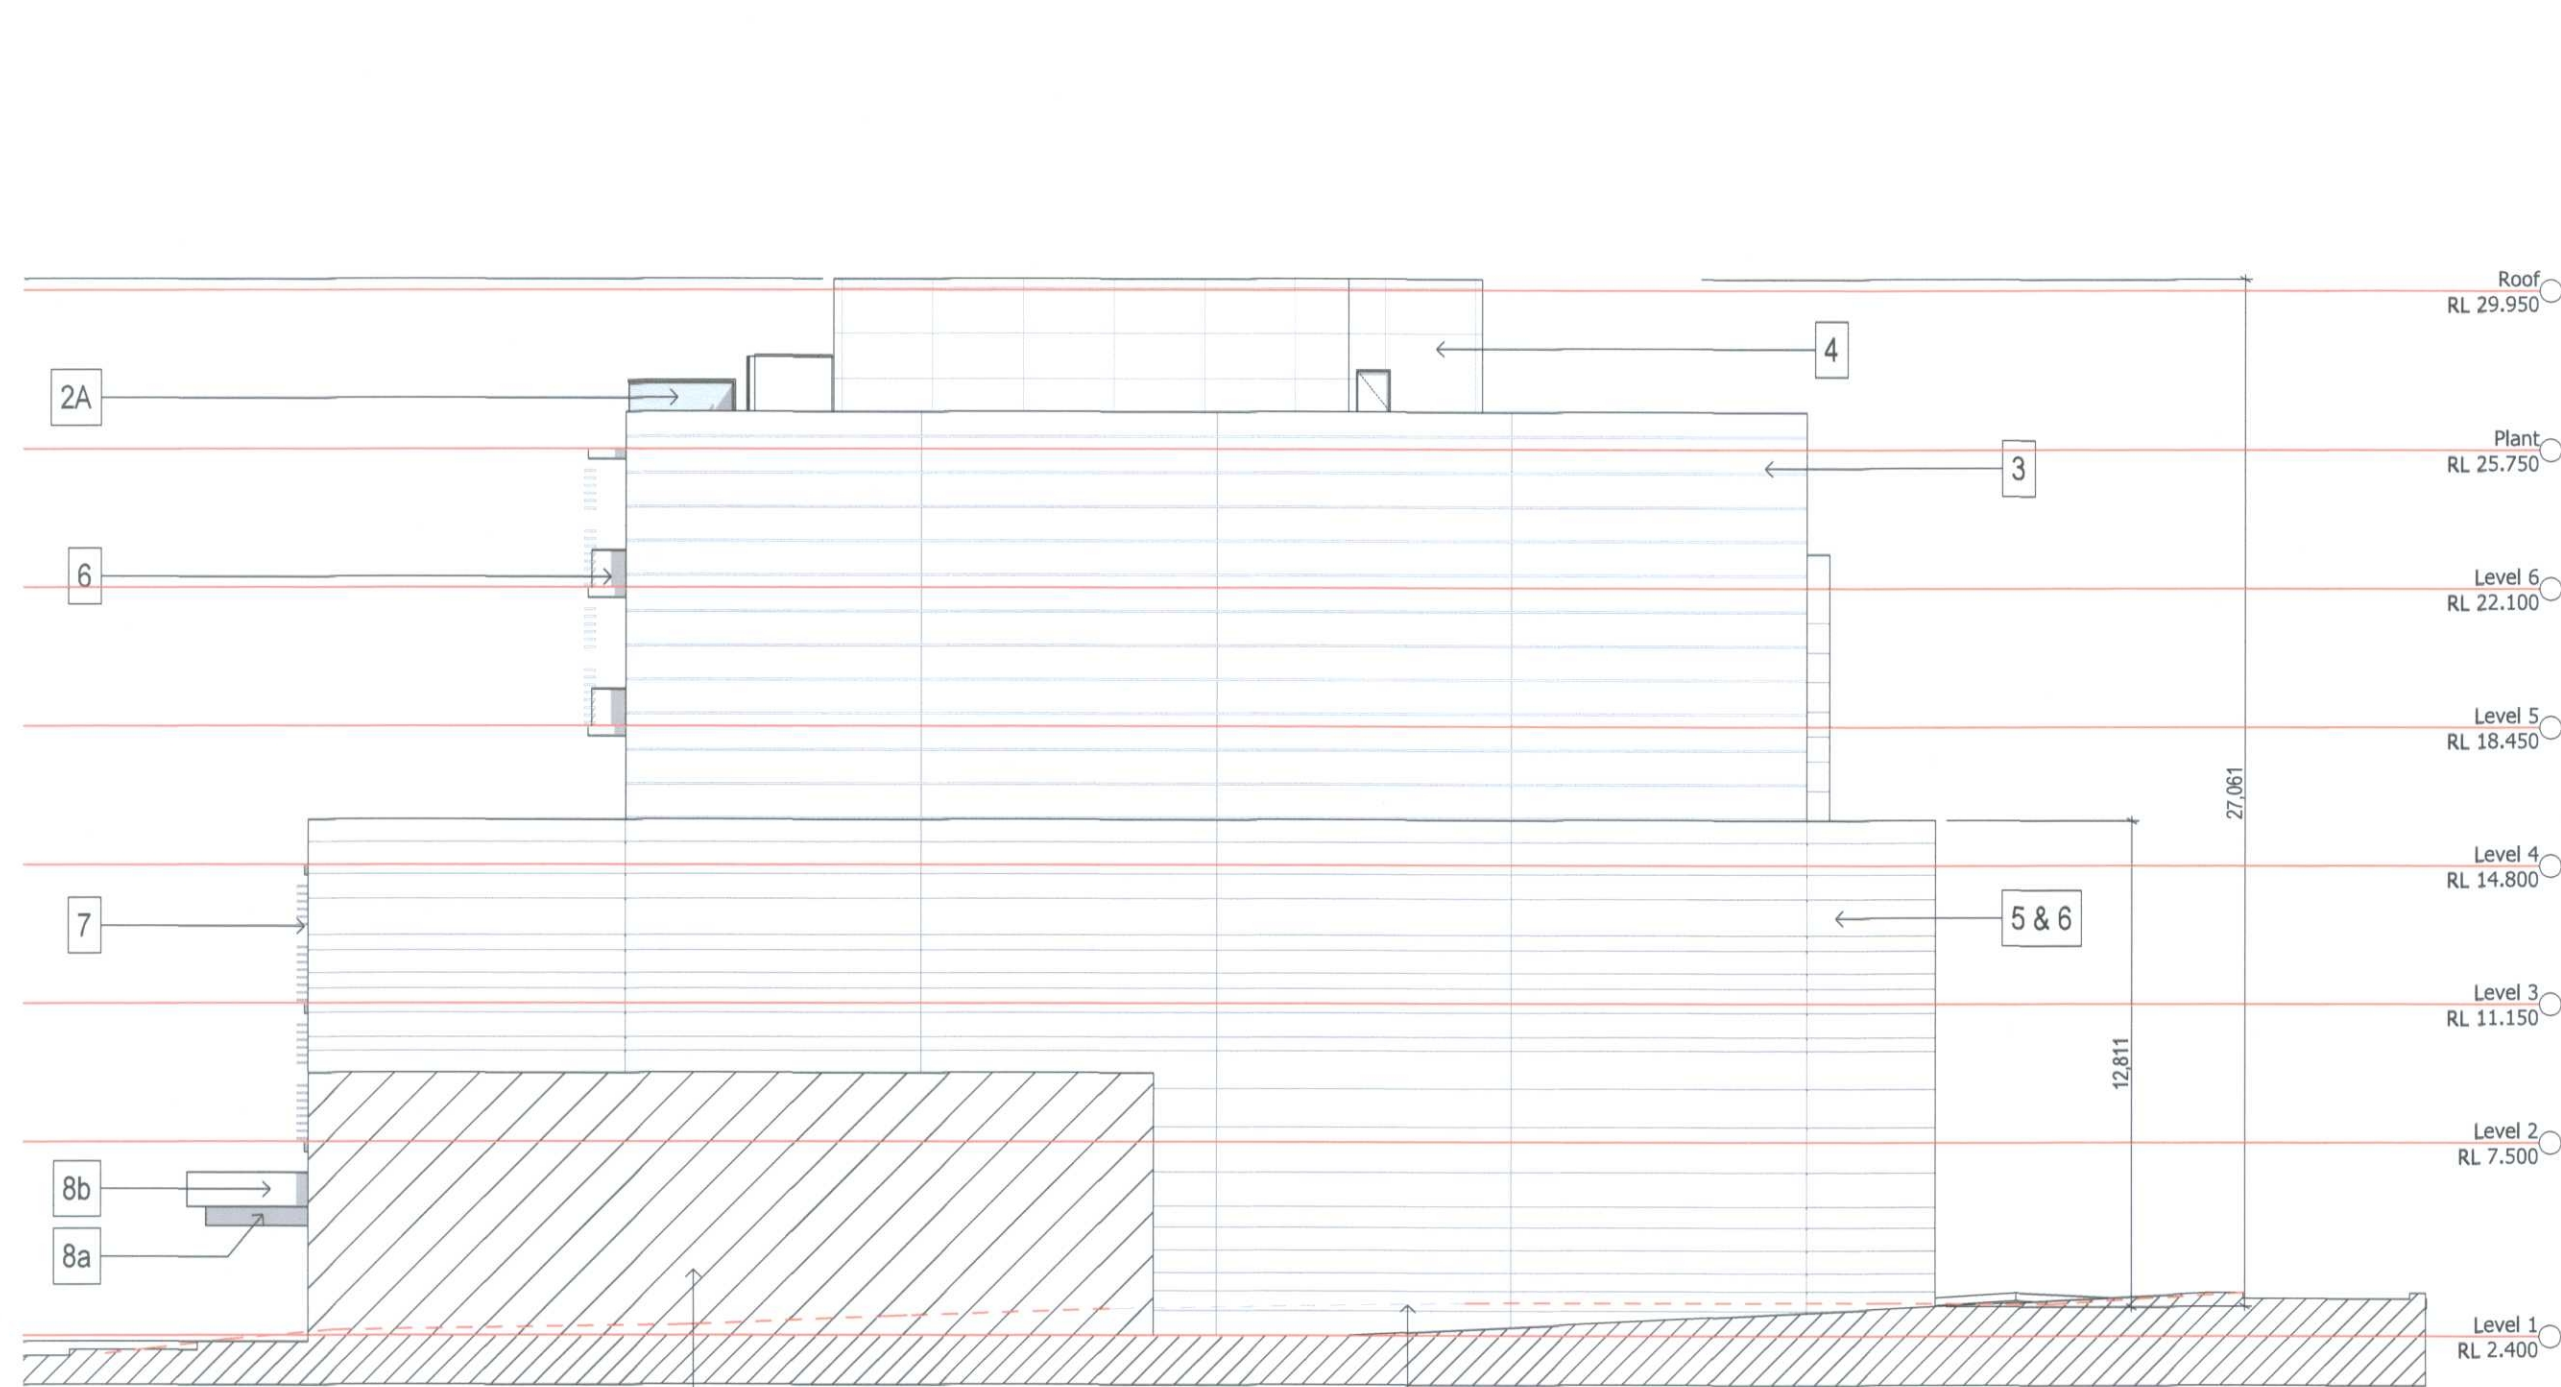 Roof
RL 29.950
4
2A
Plant
RL 25.750
3
6
Level 6
RL 22.100
Level 5
RL 18.450
27,061
Level 4
RL 14.800
7
5 & 6
Level 3
RL 11.150
12,811
Level 2
RL 7.500
8b
8a
Level 1
RL 2.400